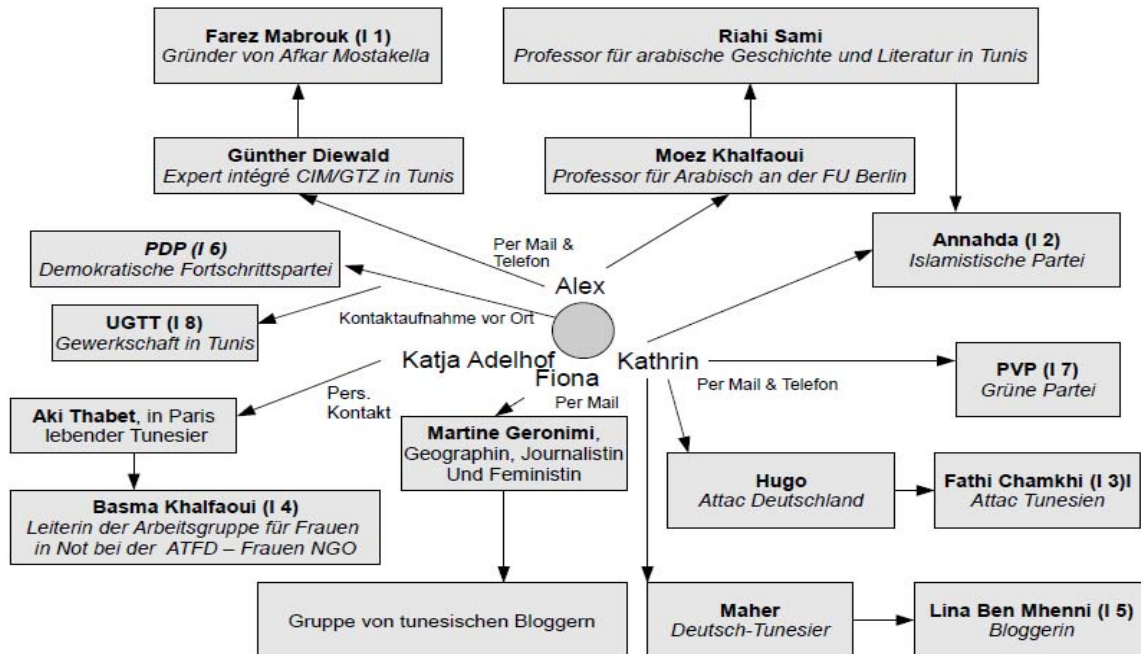 Farez Mabrouk (I 1)
Gründer von Afkar Mostakella
Riahi Sami
Professor für arabische Geschichte und Literatur in Tunis
Günther Diewald
Expert intégré CIM/GTZ in Tunis
Moez Khalfaoui
Professor für Arabisch an der FU Berlin
PDP (I 6)
Demokratische Fortschrittspartei
Per Mail &
Telefon
Alex
Annahda (I 2)
Islamistische Partei
UGTT (I 8)
Gewerkschaft in Tunis
Kontaktaufnahme vor Ort
Katja Adelhof
Fiona
Kathrin
Per Mail & Telefon
PVP (I 7)
Grüne Partei
Pers.
Kontakt
Per Mail
Aki Thabet, in Paris
lebender Tunesier
Martine Geronimi,
Geographin, Journalistin
Und Feministin
Hugo
Attac Deutschland
Fathi Chamkhi (I 3)I
Attac Tunesien
Basma Khalfaoui (I 4)
Leiterin der Arbeitsgruppe für Frauen
in Not bei der ATFD – Frauen NGO
Gruppe von tunesischen Bloggern
Maher
Deutsch-Tunesier
Lina Ben Mhenni (I 5)
Bloggerin